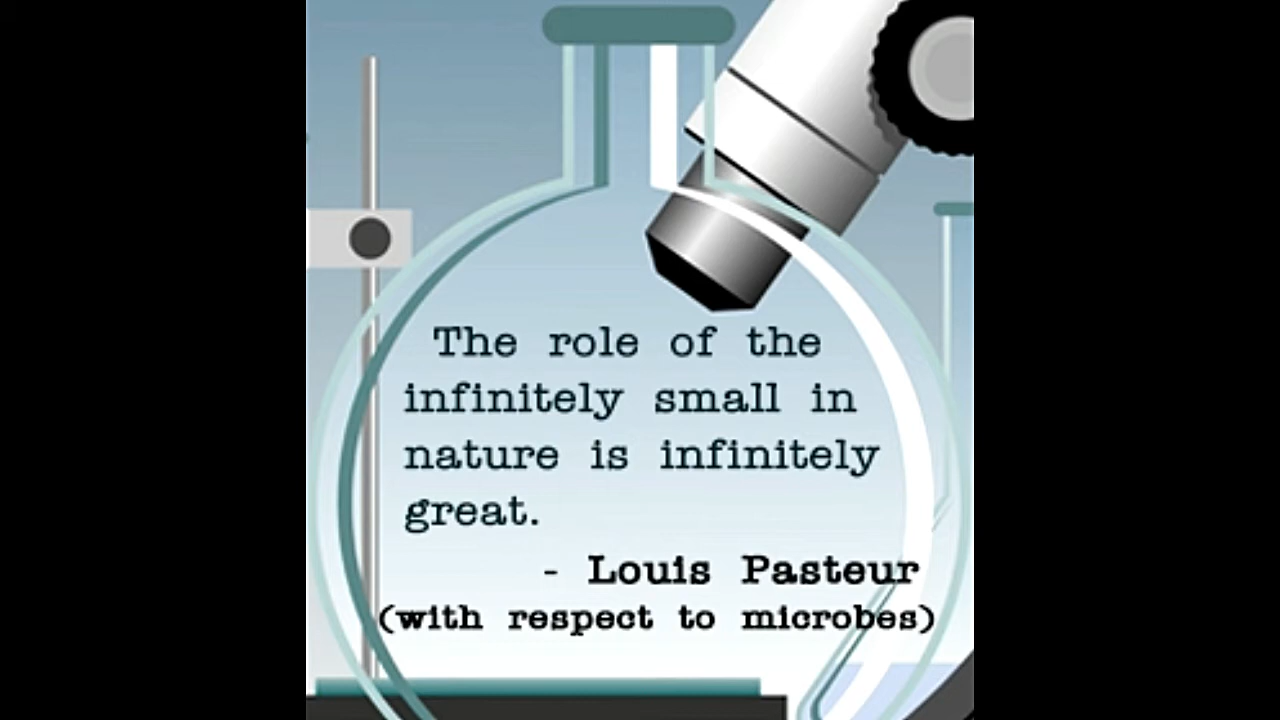 The role of the
infinitely small in
nature is infinitely
great.
- Louis Pasteur
(with respect to microbes)